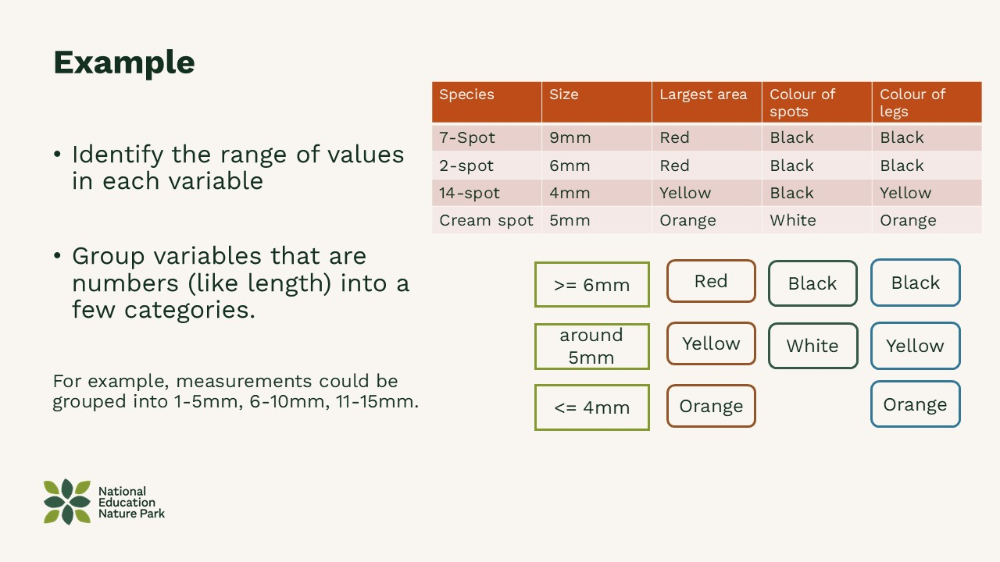 Example
• Identify the range of values
in each variable
• Group variables that are
numbers (like length) into a
few categories.
For example, measurements could be
grouped into 1-5mm, 6-10mm, 11-15mm.
Species Size Largest area Colour of spots Colour of legs
7-Spot 9mm Red Black Black
2-spot 6mm Red Black Black
14-spot 4mm Yellow Black Yellow
Cream spot 5mm Orange White Orange
>= 6mm Red Black Black
around 5mm Yellow White Yellow
<= 4mm Orange Orange
National
Education
Nature Park